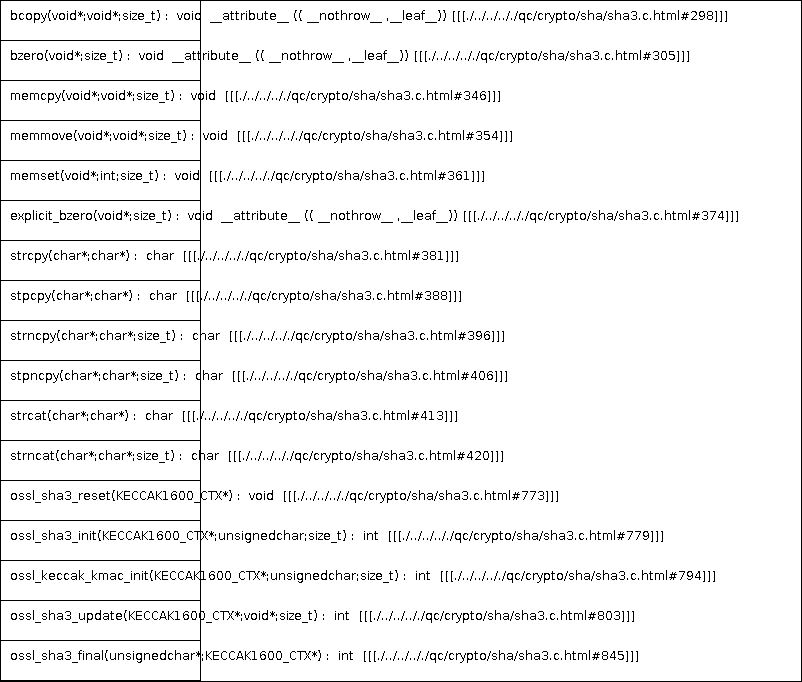 bcopy(void*;void*;size_t) : void __attribute__ (( __nothrow__ ,__leaf__)) [[[./../../././qc/crypto/sha/sha3.c.html#298]]]
bzero(void*;size_t) : void __attribute__ (( __nothrow__ ,__leaf__)) [[[./../../././qc/crypto/sha/sha3.c.html#305]]]
memcpy(void*;void*;size_t) : void [[[./../../././qc/crypto/sha/sha3.c.html#346]]]
memmove(void*;void*;size_t) : void [[[./../../././qc/crypto/sha/sha3.c.html#354]]]
memset(void*;int;size_t) : void [[[./../../././qc/crypto/sha/sha3.c.html#361]]]
explicit_bzero(void*;size_t) : void __attribute__ (( __nothrow__ ,__leaf__)) [[[./../../././qc/crypto/sha/sha3.c.html#374]]]
strcpy(char*;char*) : char [[[./../../././qc/crypto/sha/sha3.c.html#381]]]
stpcpy(char*;char*) : char [[[./../../././qc/crypto/sha/sha3.c.html#388]]]
strncpy(char*;char*;size_t) : char [[[./../../././qc/crypto/sha/sha3.c.html#396]]]
stpncpy(char*;char*;size_t) : char [[[./../../././qc/crypto/sha/sha3.c.html#406]]]
strcat(char*;char*) : char [[[./../../././qc/crypto/sha/sha3.c.html#413]]]
strncat(char*;char*;size_t) : char [[[./../../././qc/crypto/sha/sha3.c.html#420]]]
ossl_sha3_reset(KECCAK1600_CTX*) : void [[[./../../././qc/crypto/sha/sha3.c.html#773]]]
ossl_sha3_init(KECCAK1600_CTX*;unsignedchar;size_t) : int [[[./../../././qc/crypto/sha/sha3.c.html#779]]]
ossl_keccak_kmac_init(KECCAK1600_CTX*;unsignedchar;size_t) : int [[[./../../././qc/crypto/sha/sha3.c.html#794]]]
ossl_sha3_update(KECCAK1600_CTX*;void*;size_t) : int [[[./../../././qc/crypto/sha/sha3.c.html#803]]]
ossl_sha3_final(unsignedchar*;KECCAK1600_CTX*) : int [[[./../../././qc/crypto/sha/sha3.c.html#845]]]